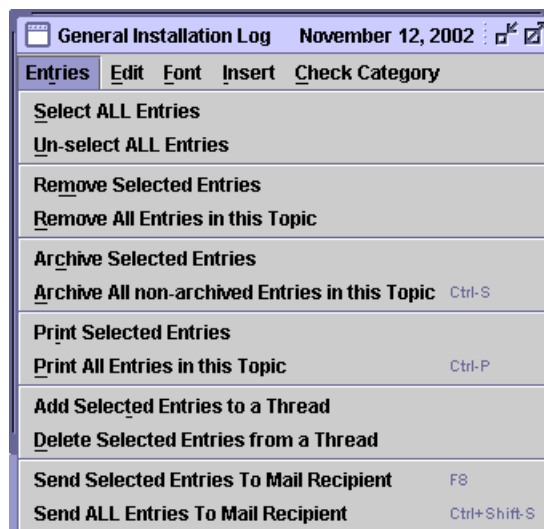 General Installation Log November 12, 2002
Entries Edit Font Insert Check Category
Select ALL Entries
Un-select ALL Entries
Remove Selected Entries
Remove All Entries in this Topic
Archive Selected Entries
Archive All non-archived Entries in this Topic Ctrl-S
Print Selected Entries
Print All Entries in this Topic Ctrl-P
Add Selected Entries to a Thread
Delete Selected Entries from a Thread
Send Selected Entries To Mail Recipient F8
Send ALL Entries To Mail Recipient Ctrl+Shift-S